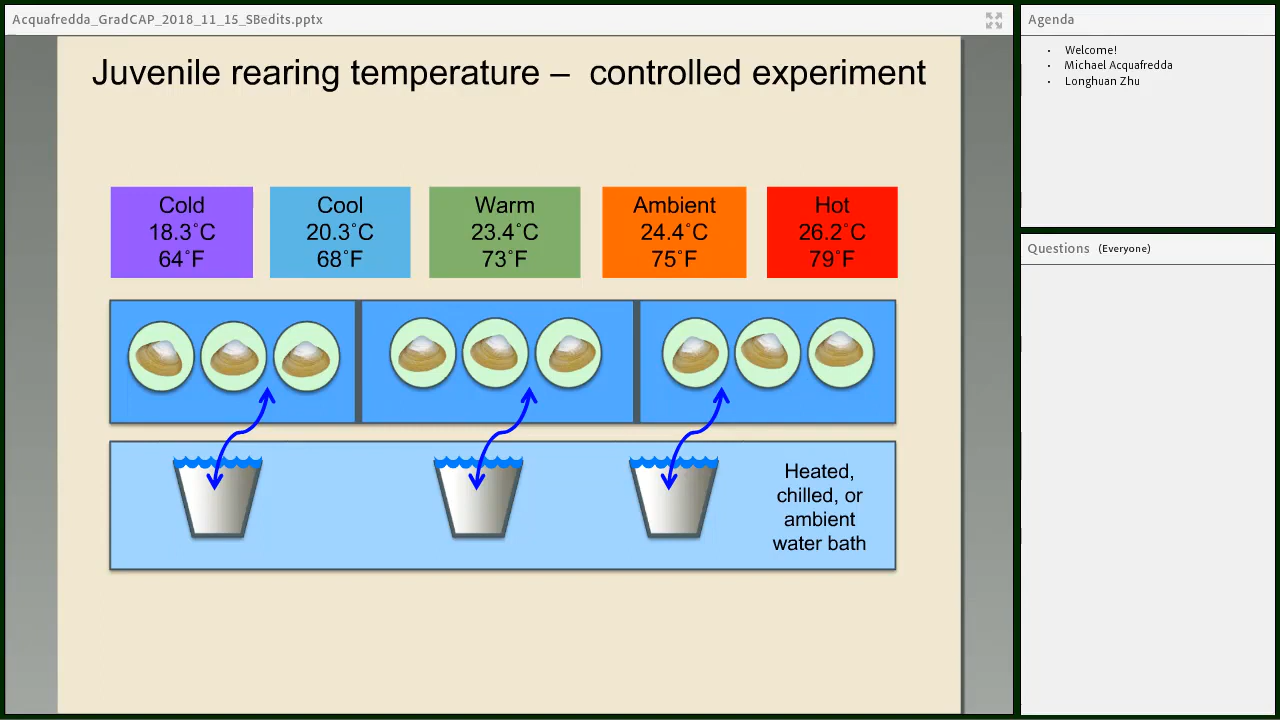 Acquafredda_GradCAP_2018_11_15_SBedits.pptx
Juvenile rearing temperature –  controlled experiment
Cold
18.3˚C
64˚F
Cool
20.3˚C
68˚F
Warm
23.4˚C
73˚F
Ambient
24.4˚C
75˚F
Hot
26.2˚C
79˚F
Heated,
chilled, or
ambient
water bath
Agenda
• Welcome!
• Michael Acquafredda
• Longhuan Zhu
Questions (Everyone)